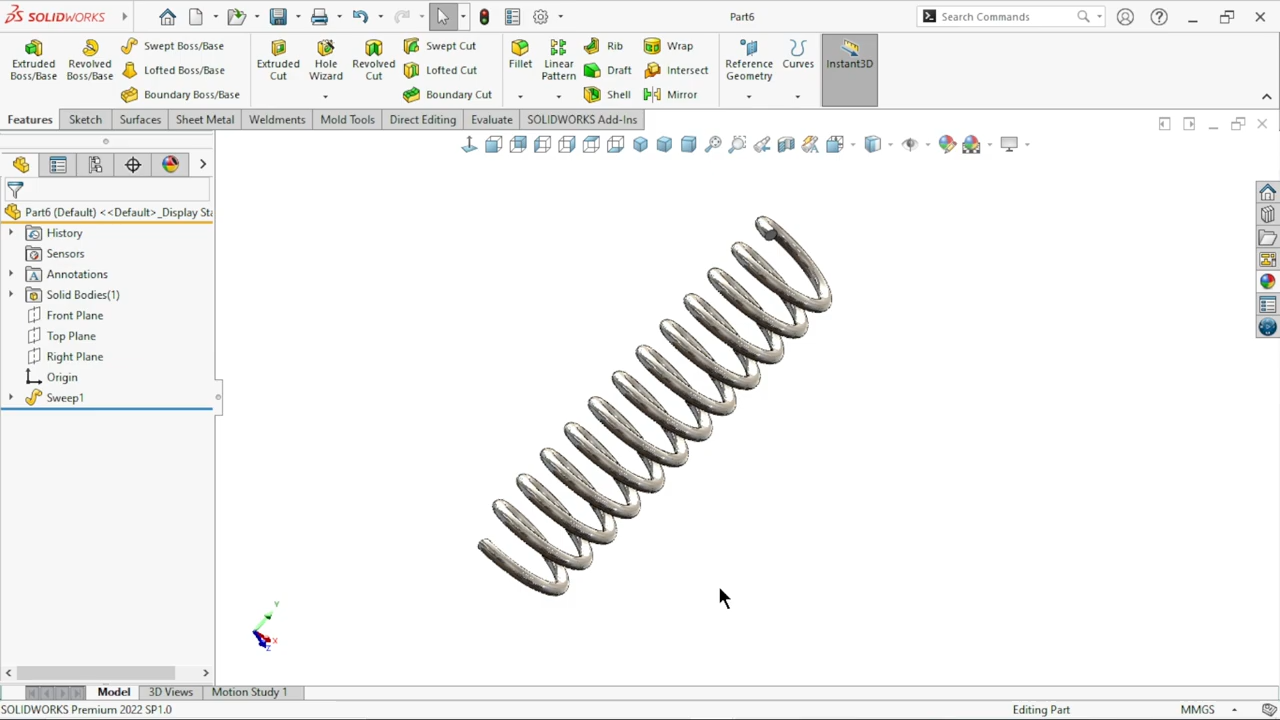 SOLIDWORKS
Part6
Search Commands
Extruded Boss/Base
Revolved Boss/Base
Swept Boss/Base
Lofted Boss/Base
Boundary Boss/Base
Extruded Cut
Hole Wizard
Revolved Cut
Swept Cut
Lofted Cut
Boundary Cut
Fillet
Linear Pattern
Rib
Draft
Shell
Wrap
Intersect
Mirror
Reference Geometry
Curves
Instant3D
Features
Sketch
Surfaces
Sheet Metal
Weldments
Mold Tools
Direct Editing
Evaluate
SOLIDWORKS Add-Ins
Part6 (Default) <<Default>_Display Sta
History
Sensors
Annotations
Solid Bodies(1)
Front Plane
Top Plane
Right Plane
Origin
Sweep1
Y
X
Z
Model
3D Views
Motion Study 1
SOLIDWORKS Premium 2022 SP1.0
Editing Part
MMGS